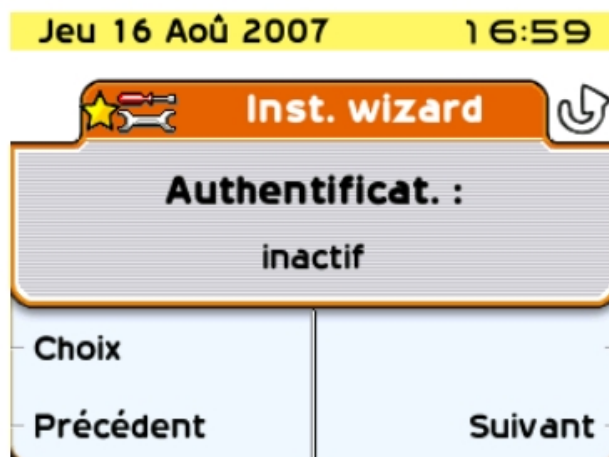 Jeu 16 Aoû 2007 16:59
Inst. wizard
Authentificat. :
inactif
Choix
Précédent Suivant